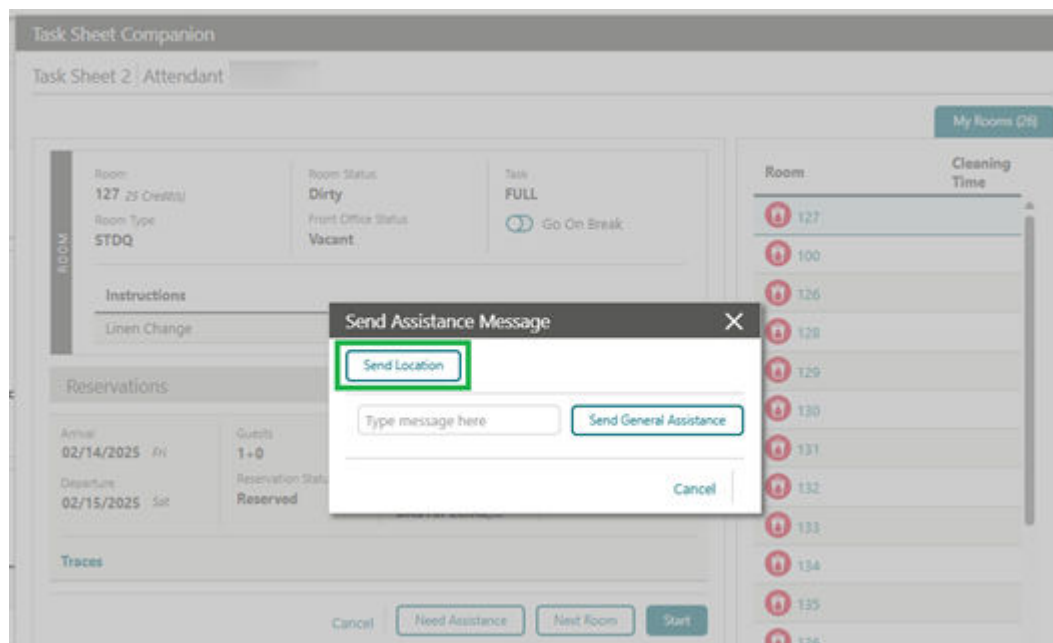 Task Sheet Companion
Task Sheet 2 Attendant
My Rooms (26)
Room
127 25 Credit(s)
Room Type
STDQ
Room Status
Dirty
Front Office Status
Vacant
Task
FULL
Go On Break
ROOM
Instructions
Linen Change
Reservations
Arrival
02/14/2025 Fri
Departure
02/15/2025 Sat
Guests
1+0
Reservation Statu
Reserved
Traces
Cancel
Need Assistance
Next Room
Start
Send Assistance Message
Send Location
Type message here
Send General Assistance
Cancel
Room
Cleaning
Time
127
100
126
128
129
130
131
132
133
134
135